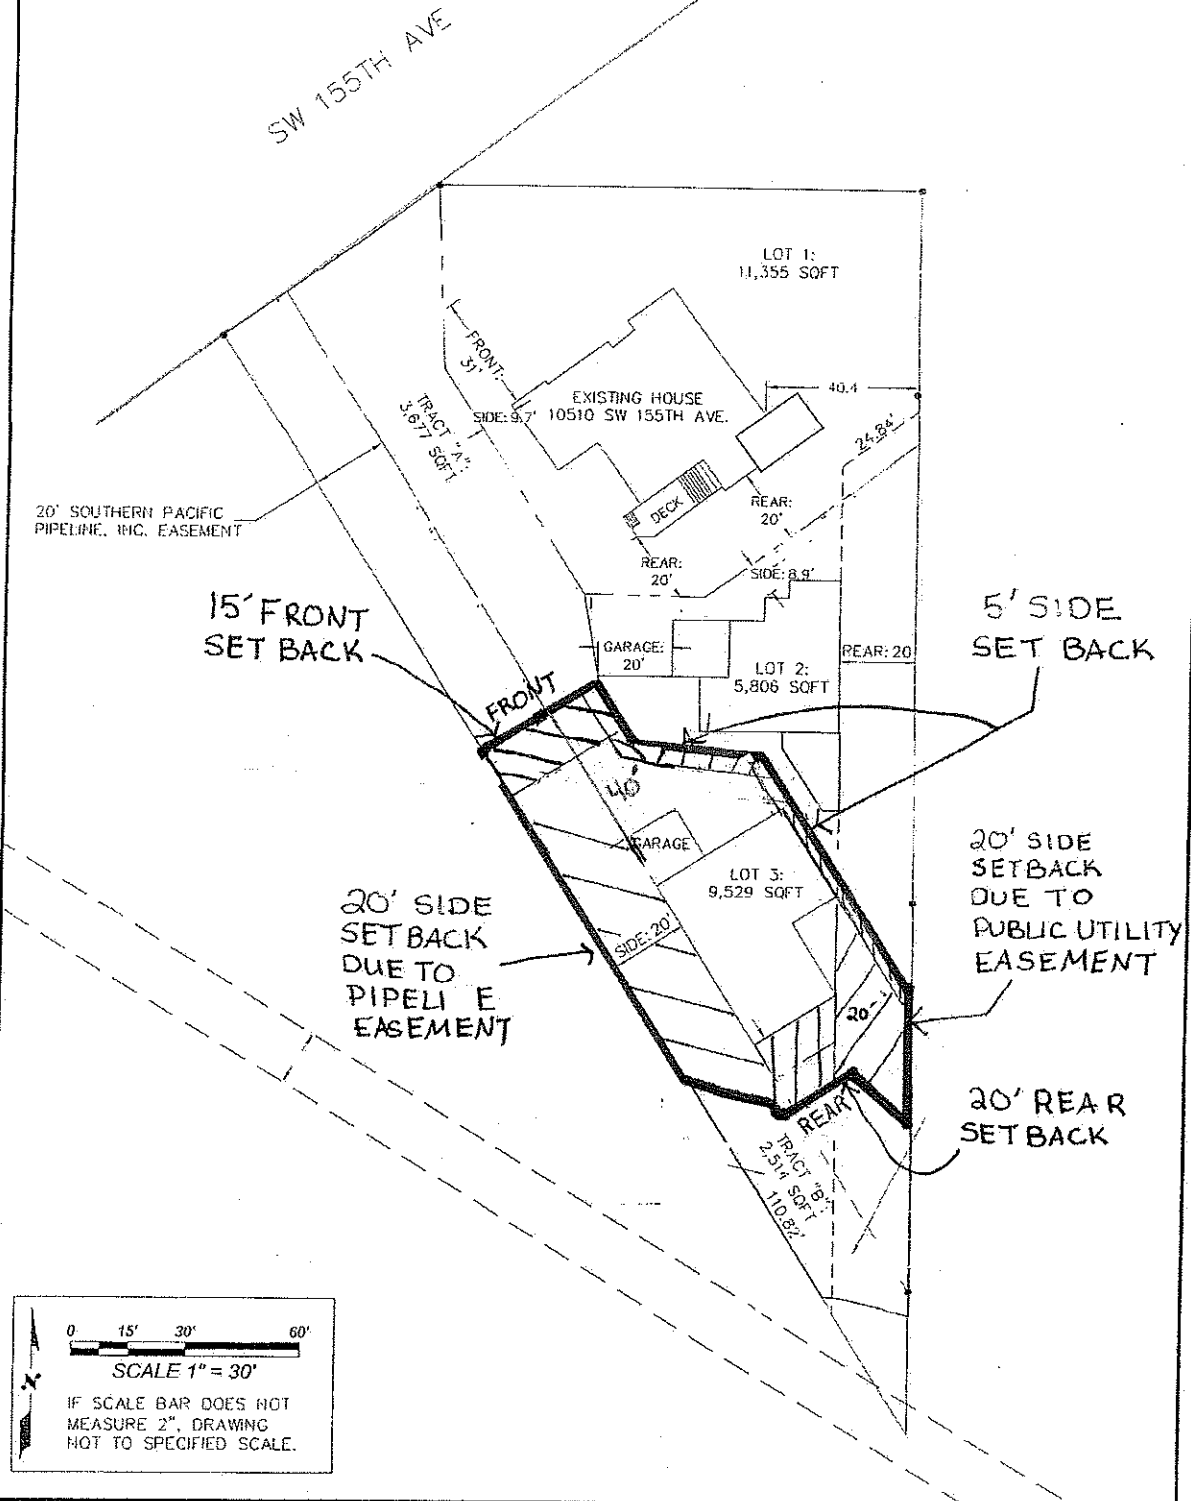 SW 155TH AVE
LOT 1:
11,355 SQFT
FRONT:
31'
40.4
EXISTING HOUSE
10510 SW 155TH AVE.
SIDE: 9.7'
TRACT "A":
3,677 SQFT
24.84'
20' SOUTHERN PACIFIC
PIPELINE, INC. EASEMENT
DECK
REAR:
20'
REAR:
20'
SIDE: 8.9'
15' FRONT
SET BACK
5' SIDE
SET BACK
GARAGE:
20'
REAR: 20
LOT 2:
5,806 SQFT
FRONT
40'
GARAGE
LOT 3:
9,529 SQFT
20' SIDE
SETBACK
DUE TO
PUBLIC UTILITY
EASEMENT
20' SIDE
SET BACK
DUE TO
PIPELI E
EASEMENT
SIDE: 20'
20'
REAR
20' REAR
SET BACK
TRACT "B":
2,514 SQFT
110.82'
0 15' 30' 60'
SCALE 1" = 30'
N
IF SCALE BAR DOES NOT
MEASURE 2", DRAWING
NOT TO SPECIFIED SCALE.